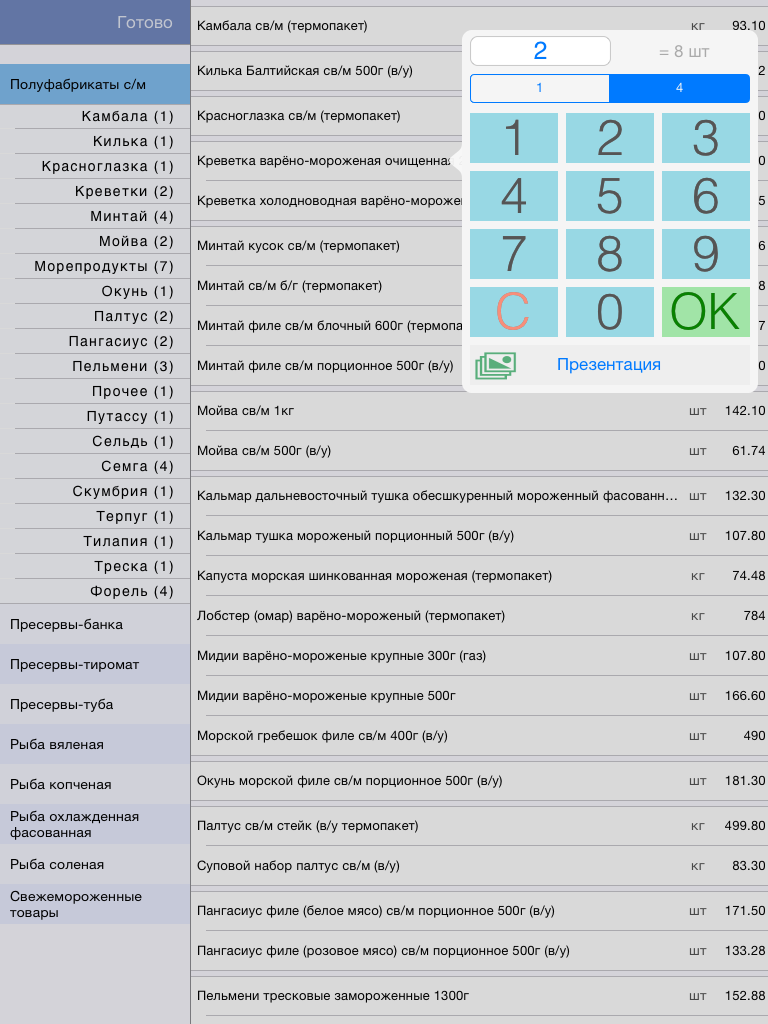 Готово
Полуфабрикаты с/м
Камбала (1)
Килька (1)
Красноглазка (1)
Креветки (2)
Минтай (4)
Мойва (2)
Морепродукты (7)
Окунь (1)
Палтус (2)
Пангасиус (2)
Пельмени (3)
Прочее (1)
Путассу (1)
Сельдь (1)
Семга (4)
Скумбрия (1)
Терпуг (1)
Тилапия (1)
Треска (1)
Форель (4)
Пресервы-банка
Пресервы-тиромат
Пресервы-туба
Рыба вяленая
Рыба копченая
Рыба охлажденная
фасованная
Рыба соленая
Свежемороженные
товары
Камбала св/м (термопакет) кг 93.10
Килька Балтийская св/м 500г (в/у) 2
Красноглазка св/м (термопакет) 0
Креветка варёно-мороженая очищенная 0
Креветка холодноводная варёно-мороже 5
Минтай кусок св/м (термопакет) 6
Минтай св/м б/г (термопакет) 8
Минтай филе св/м блочный 600г (термопа 7
Минтай филе св/м порционный 500г (в/у) 0
Мойва св/м 1кг шт 142.10
Мойва св/м 500г (в/у) шт 61.74
Кальмар дальневосточный тушка обесшкуренный мороженный фасованн... шт 132.30
Кальмар тушка мороженый порционный 500г (в/у) шт 107.80
Капуста морская шинкованная мороженая (термопакет) кг 74.48
Лобстер (омар) варёно-мороженый (термопакет) кг 784
Мидии варёно-мороженые крупные 300г (газ) шт 107.80
Мидии варёно-мороженые крупные 500г шт 166.60
Морской гребешок филе св/м 400г (в/у) шт 490
Окунь морской филе св/м порционное 500г (в/у) шт 181.30
Палтус св/м стейк (в/у термопакет) кг 499.80
Суповой набор палтус св/м (в/у) кг 83.30
Пангасиус филе (белое мясо) св/м порционное 500г (в/у) шт 171.50
Пангасиус филе (розовое мясо) св/м порционное 500г (в/у) шт 133.28
Пельмени тресковые замороженные 1300г шт 152.88
2 = 8 шт
1 4
1 2 3
4 5 6
7 8 9
C 0 OK
Презентация